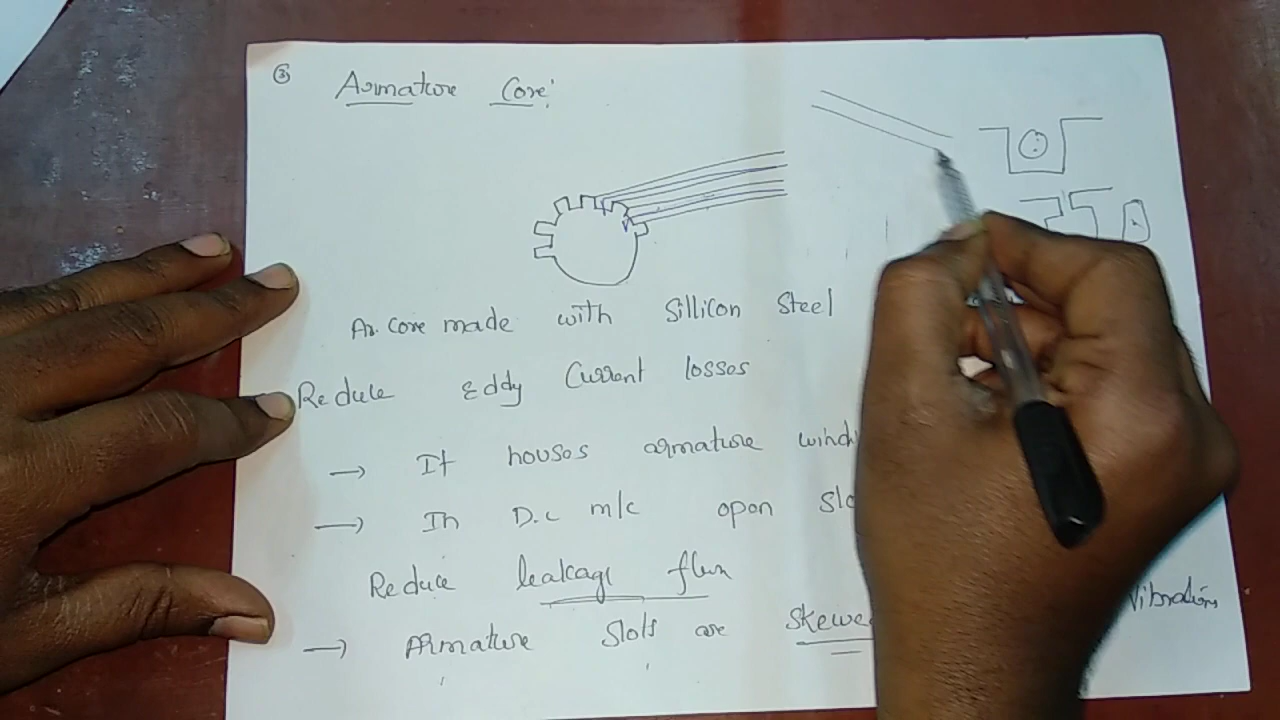 ③ Armature Core:
Ar. Core made with Sillicon Steel
Reduce Eddy Current losses
→ It houses armature wind
→ In D.C m/c open slo
Reduce leakage flux
→ Armature Slots are Skewe Vibrations